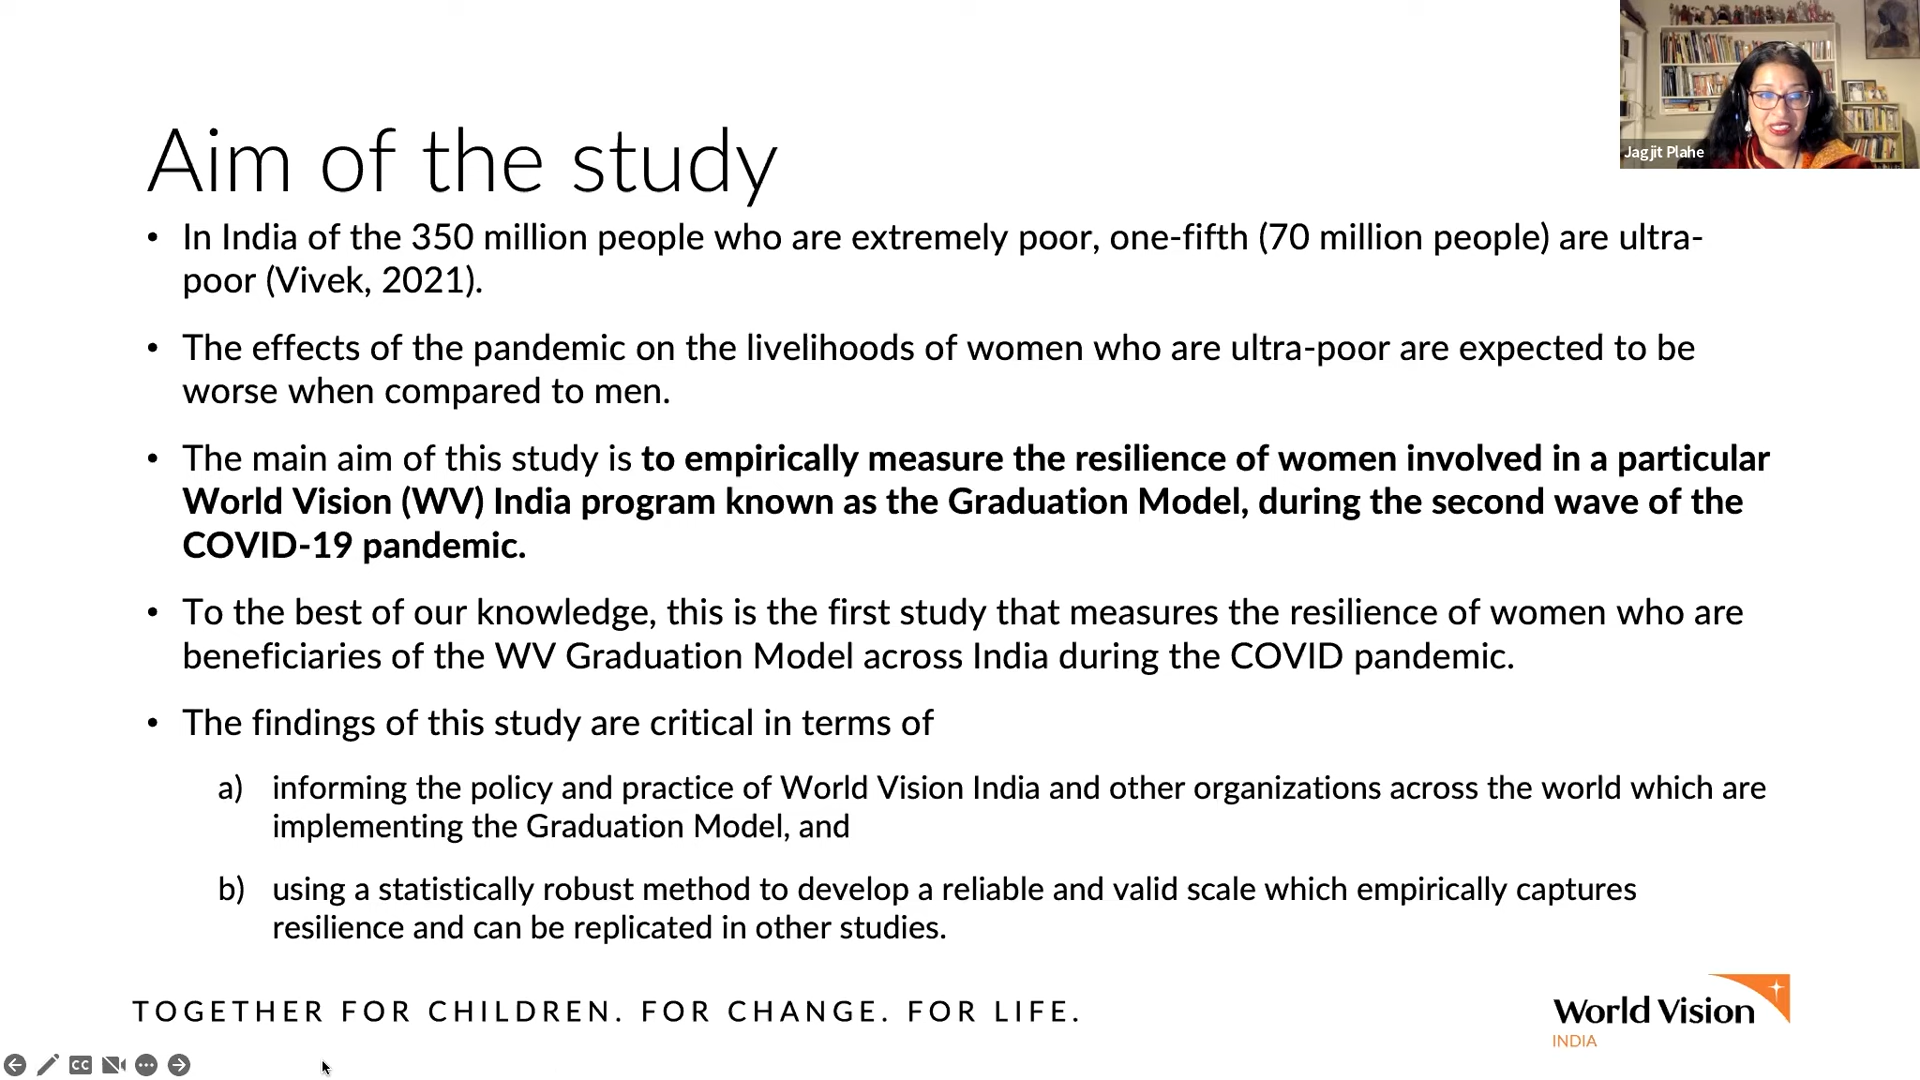 Jagjit Plahe
Aim of the study
• In India of the 350 million people who are extremely poor, one-fifth (70 million people) are ultra-
poor (Vivek, 2021).
• The effects of the pandemic on the livelihoods of women who are ultra-poor are expected to be
worse when compared to men.
• The main aim of this study is to empirically measure the resilience of women involved in a particular
World Vision (WV) India program known as the Graduation Model, during the second wave of the
COVID-19 pandemic.
• To the best of our knowledge, this is the first study that measures the resilience of women who are
beneficiaries of the WV Graduation Model across India during the COVID pandemic.
• The findings of this study are critical in terms of
a) informing the policy and practice of World Vision India and other organizations across the world which are
implementing the Graduation Model, and
b) using a statistically robust method to develop a reliable and valid scale which empirically captures
resilience and can be replicated in other studies.
TOGETHER FOR CHILDREN. FOR CHANGE. FOR LIFE.
World Vision
INDIA
CC